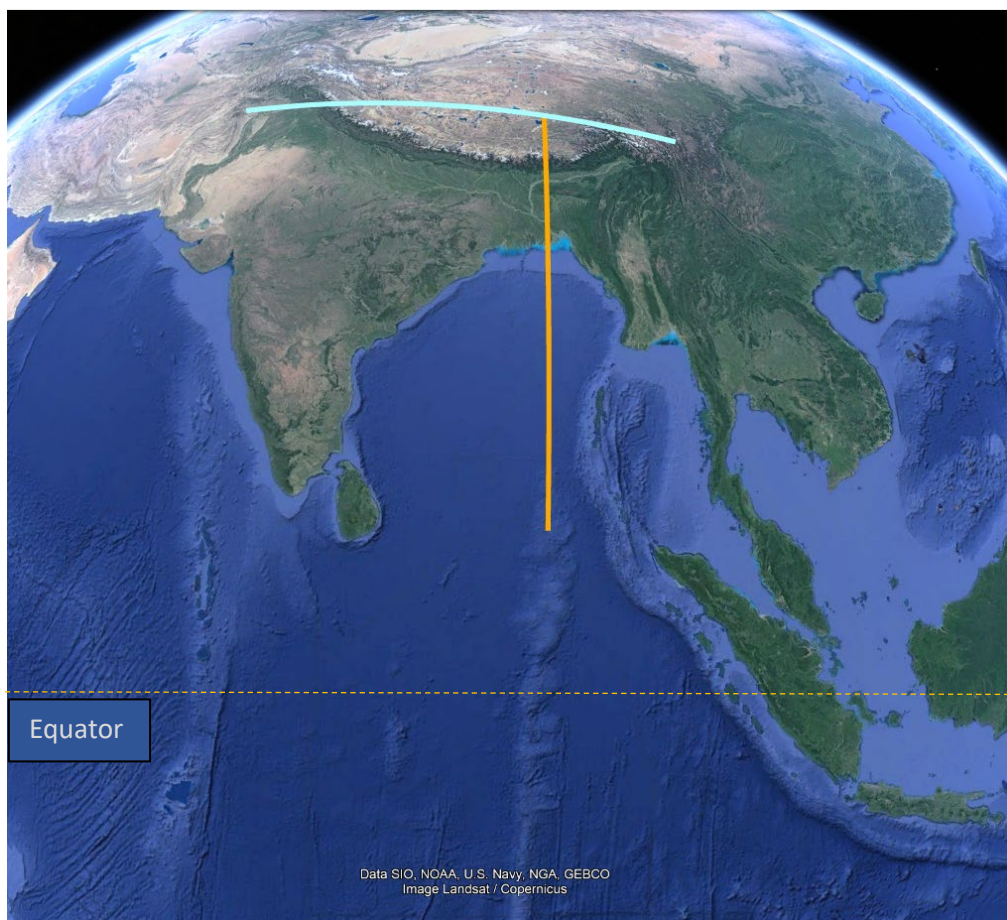 Equator
Data SIO, NOAA, U.S. Navy, NGA, GEBCO
Image Landsat / Copernicus